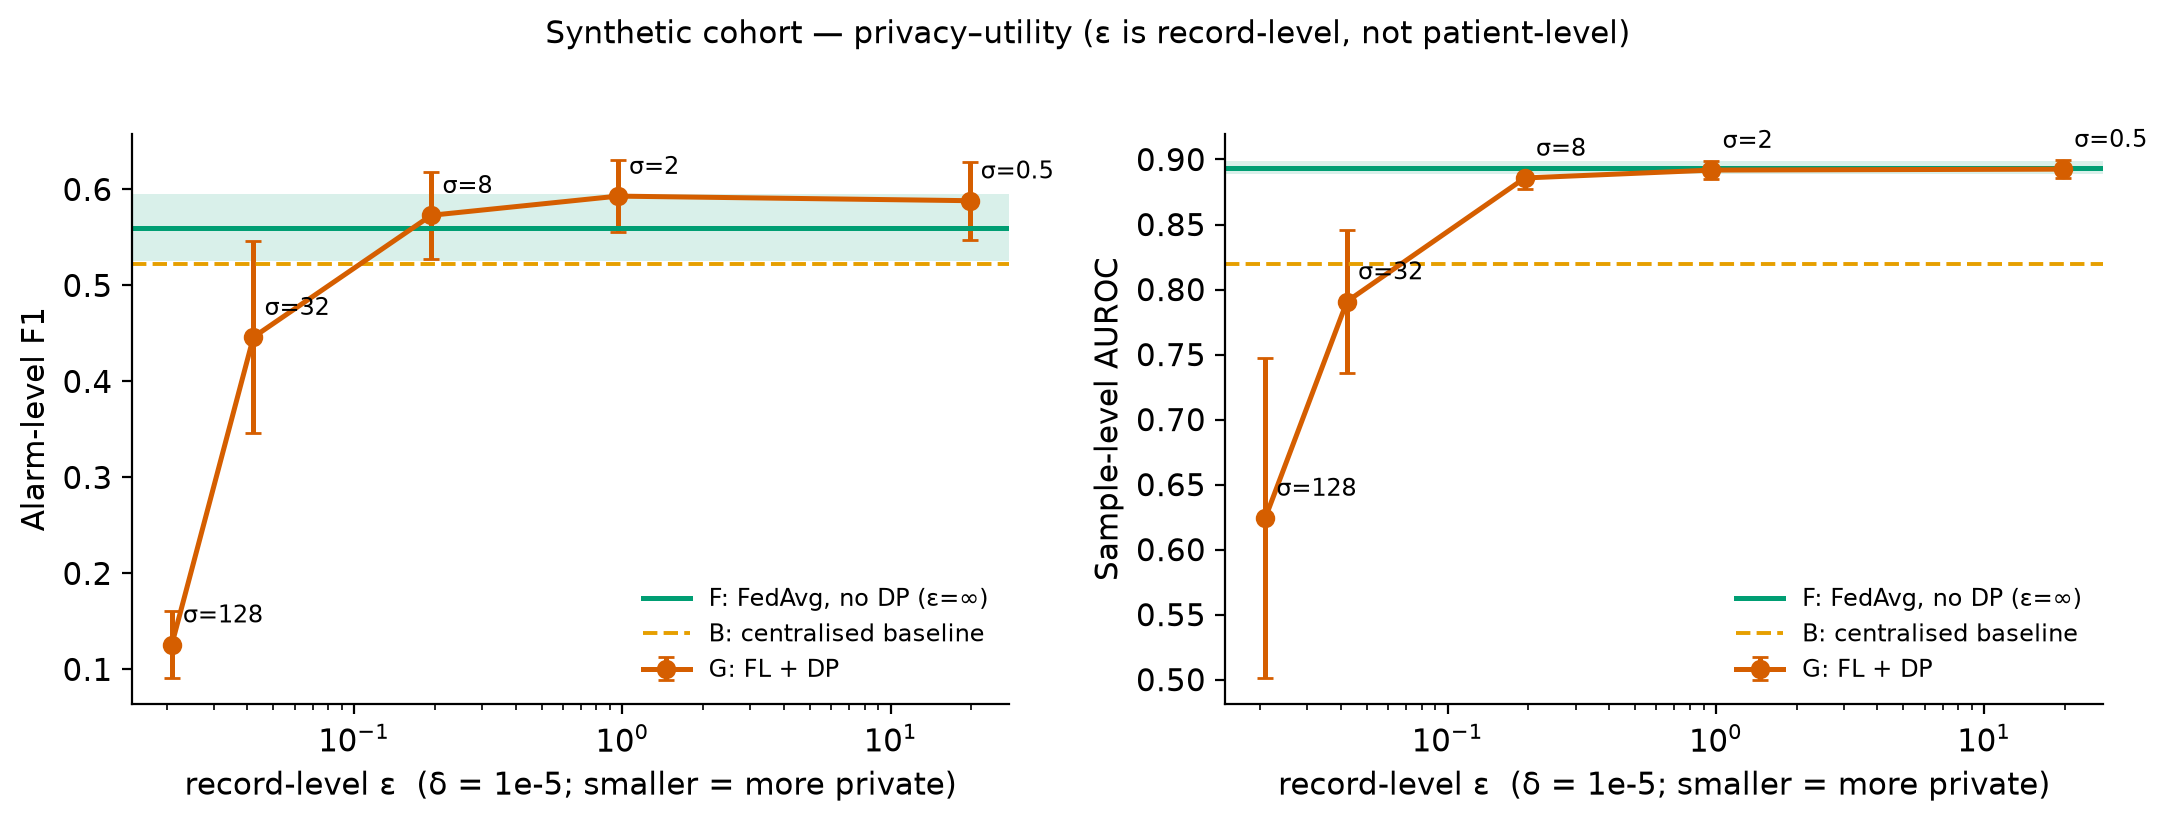 Synthetic cohort — privacy–utility (ε is record-level, not patient-level)
Alarm-level F1
0.6
0.5
0.4
0.3
0.2
0.1
σ=128
σ=32
σ=8
σ=2
σ=0.5
F: FedAvg, no DP (ε=∞)
B: centralised baseline
G: FL + DP
10⁻¹
10⁰
10¹
record-level ε (δ = 1e-5; smaller = more private)
Sample-level AUROC
0.90
0.85
0.80
0.75
0.70
0.65
0.60
0.55
0.50
σ=128
σ=32
σ=8
σ=2
σ=0.5
F: FedAvg, no DP (ε=∞)
B: centralised baseline
G: FL + DP
10⁻¹
10⁰
10¹
record-level ε (δ = 1e-5; smaller = more private)